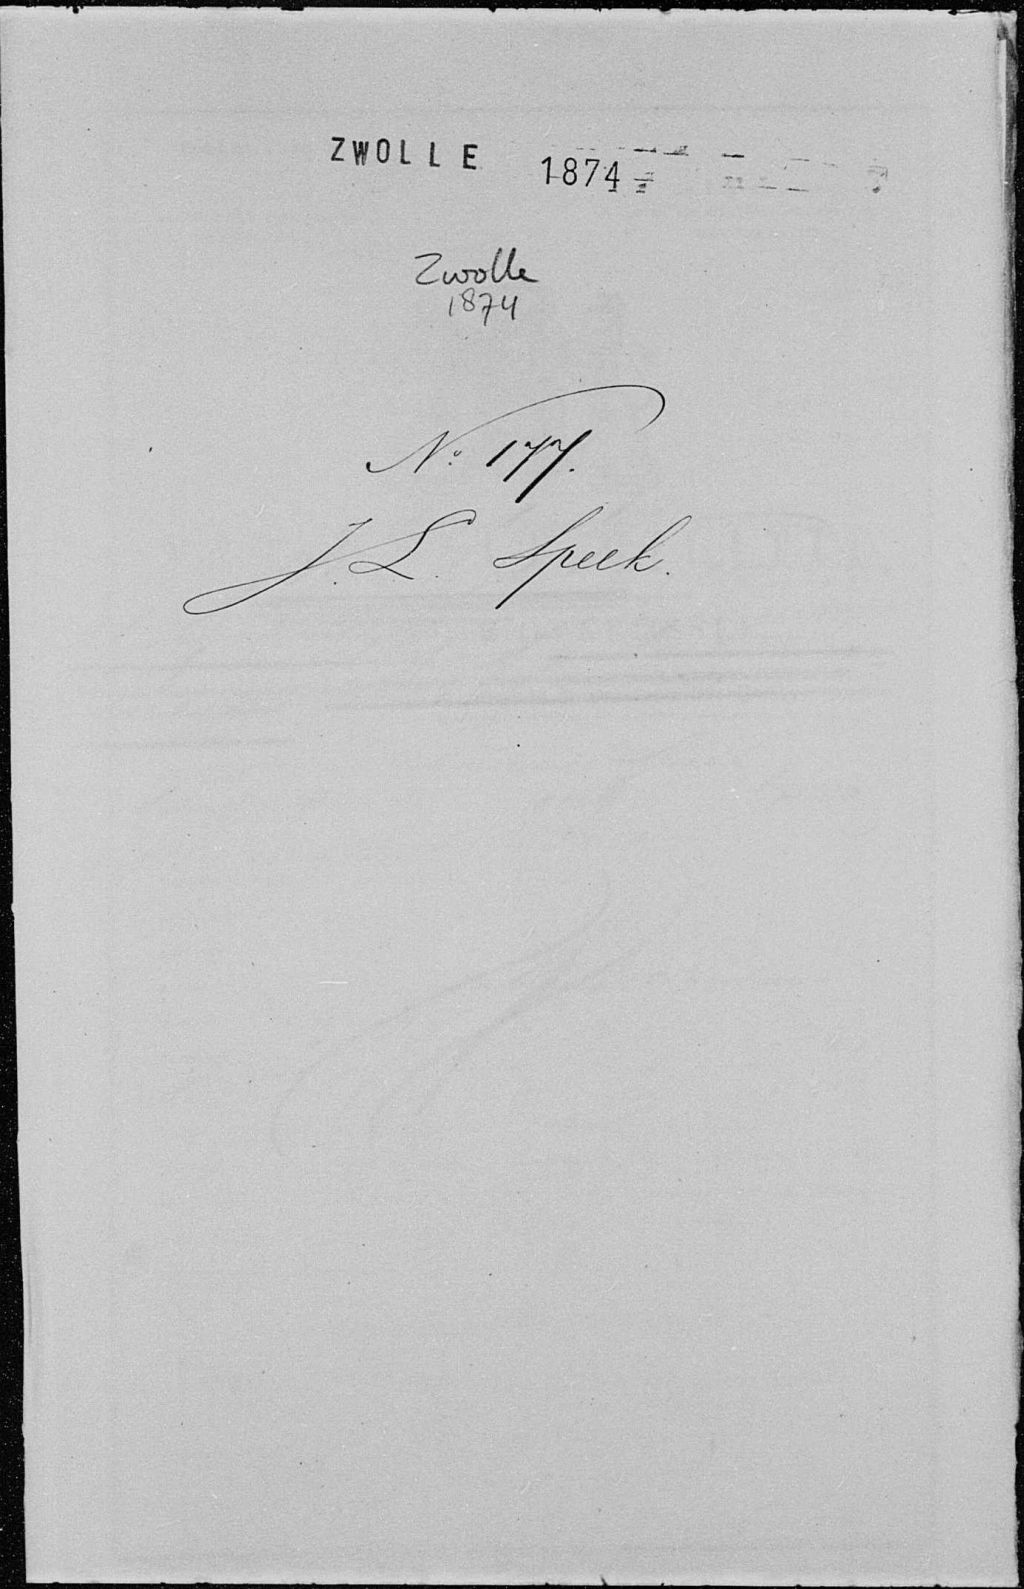 ZWOLLE 1874
Zwolle
1874
No. 177.
J. L. Speek.